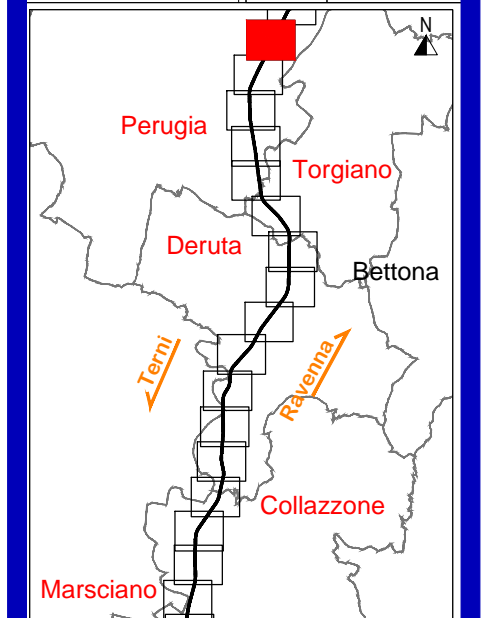 N
Perugia
Torgiano
Deruta
Bettona
Terni
Ravenna
Collazzone
Marsciano